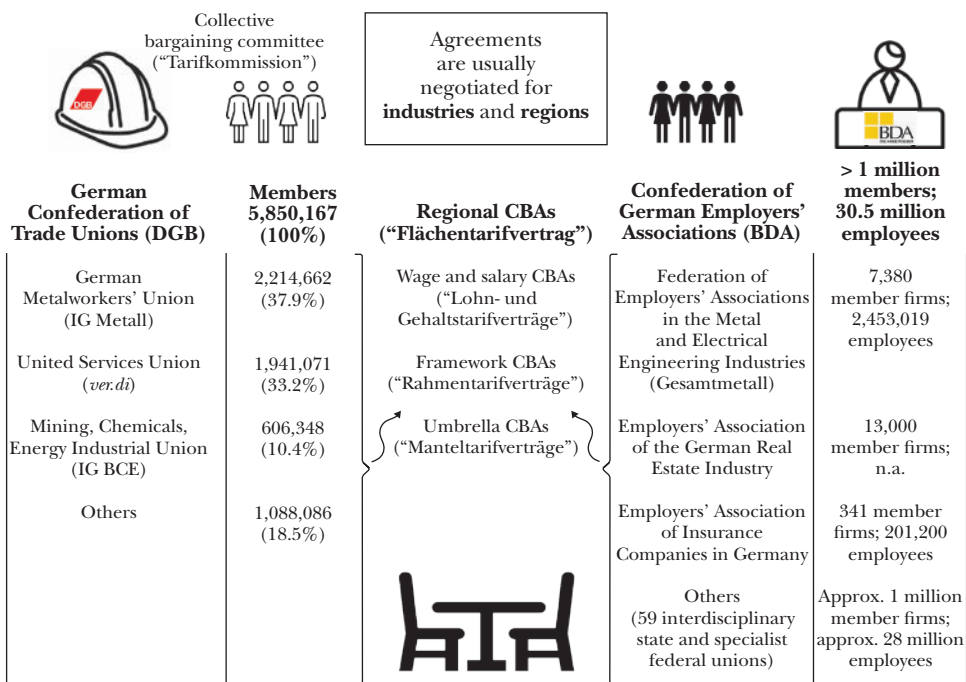 Collective
bargaining committee
(“Tarifkommission”)
DGB
Agreements
are usually
negotiated for
industries and regions
BDA
German
Confederation of
Trade Unions (DGB)
Members
5,850,167
(100%)
Regional CBAs
(“Flächentarifvertrag”)
Confederation of
German Employers’
Associations (BDA)
> 1 million
members;
30.5 million
employees
German
Metalworkers’ Union
(IG Metall)
2,214,662
(37.9%)
Wage and salary CBAs
(“Lohn- und
Gehaltstarifverträge”)
Federation of
Employers’ Associations
in the Metal
and Electrical
Engineering Industries
(Gesamtmetall)
7,380
member firms;
2,453,019
employees
United Services Union
(ver.di)
1,941,071
(33.2%)
Framework CBAs
(“Rahmentarifverträge”)
Mining, Chemicals,
Energy Industrial Union
(IG BCE)
606,348
(10.4%)
Umbrella CBAs
(“Manteltarifverträge”)
Employers’ Association
of the German Real
Estate Industry
13,000
member firms;
n.a.
Others
1,088,086
(18.5%)
Employers’ Association
of Insurance
Companies in Germany
341 member
firms; 201,200
employees
Others
(59 interdisciplinary
state and specialist
federal unions)
Approx. 1 million
member firms;
approx. 28 million
employees